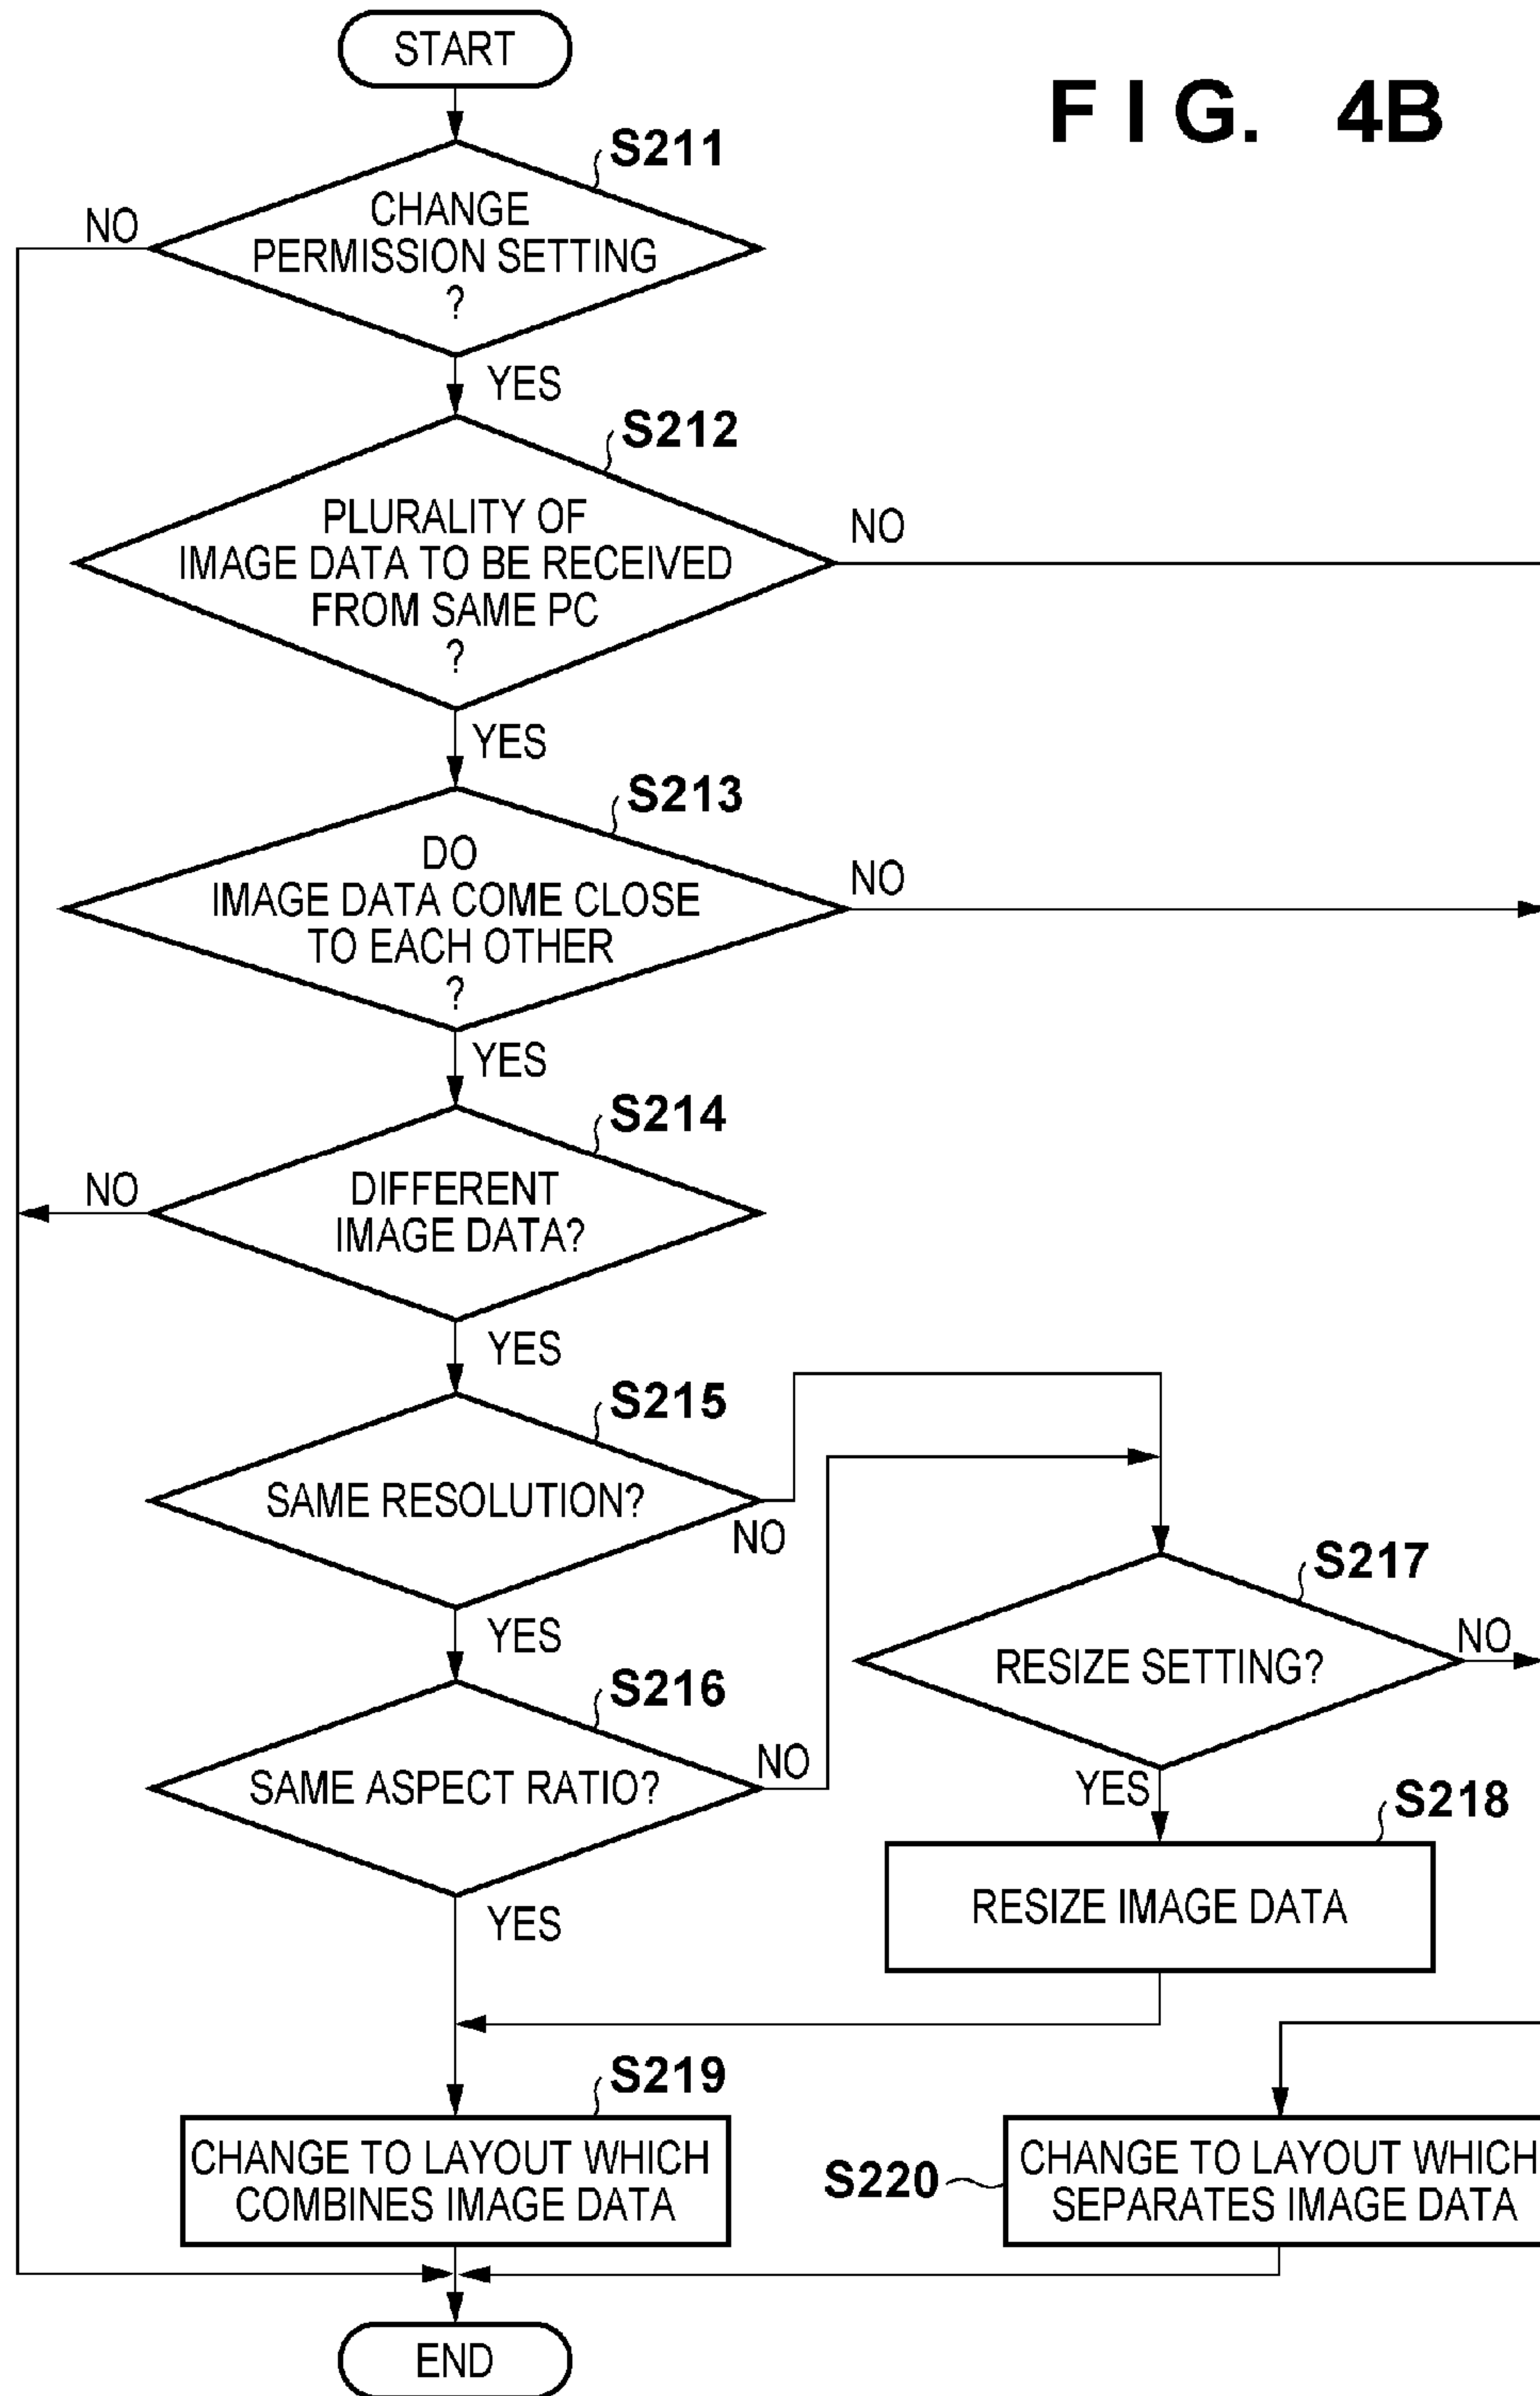 START
FIG. 4B
S211
NO
CHANGE
PERMISSION SETTING
?
YES
S212
PLURALITY OF
IMAGE DATA TO BE RECEIVED
FROM SAME PC
?
NO
YES
S213
DO
IMAGE DATA COME CLOSE
TO EACH OTHER
?
NO
YES
S214
NO
DIFFERENT
IMAGE DATA?
YES
S215
SAME RESOLUTION?
NO
YES
S217
RESIZE SETTING?
NO
S216
SAME ASPECT RATIO?
NO
YES
S218
RESIZE IMAGE DATA
YES
S219
CHANGE TO LAYOUT WHICH
COMBINES IMAGE DATA
S220
CHANGE TO LAYOUT WHICH
SEPARATES IMAGE DATA
END